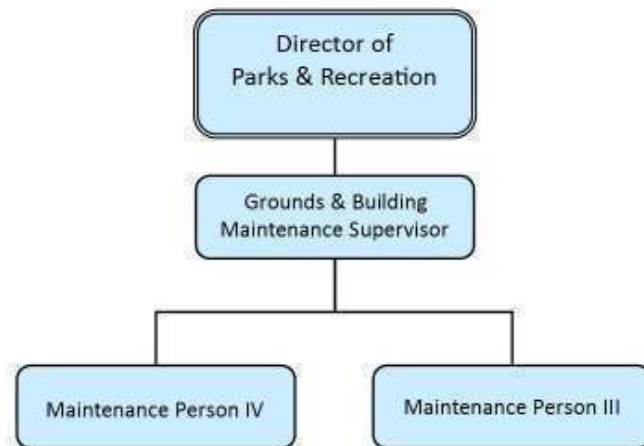 Director of
Parks & Recreation
Grounds & Building
Maintenance Supervisor
Maintenance Person IV
Maintenance Person III